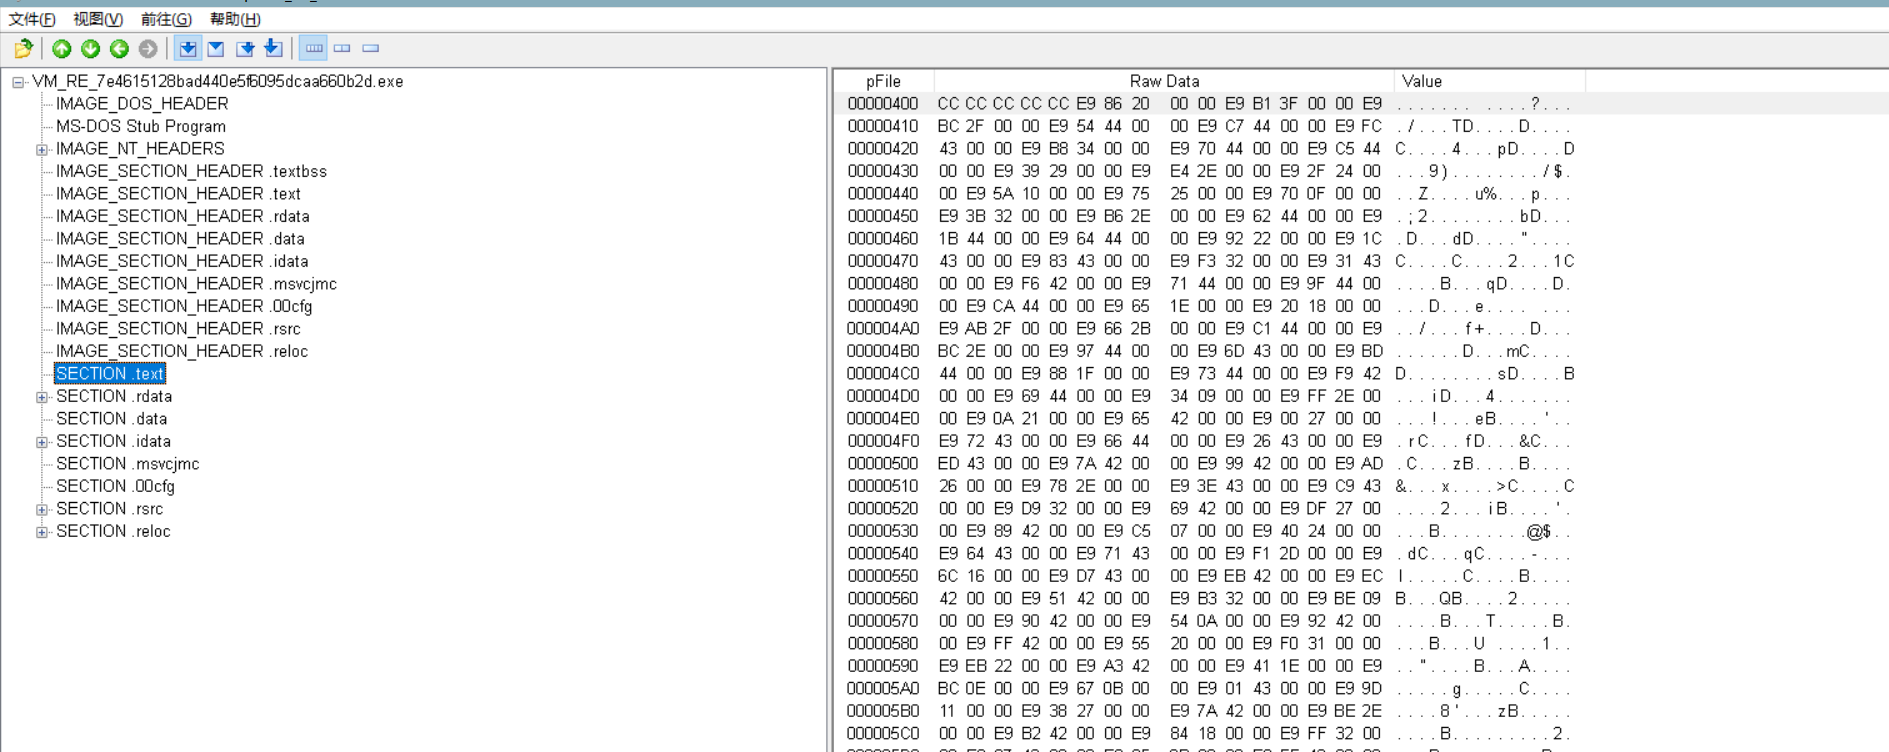 文件(F) 视图(V) 前往(G) 帮助(H)
VM_RE_7e4615128bad440e5f6095dcaa660b2d.exe
IMAGE_DOS_HEADER
MS-DOS Stub Program
IMAGE_NT_HEADERS
IMAGE_SECTION_HEADER .textbss
IMAGE_SECTION_HEADER .text
IMAGE_SECTION_HEADER .rdata
IMAGE_SECTION_HEADER .data
IMAGE_SECTION_HEADER .idata
IMAGE_SECTION_HEADER .msvcjmc
IMAGE_SECTION_HEADER .00cfg
IMAGE_SECTION_HEADER .rsrc
IMAGE_SECTION_HEADER .reloc
SECTION .text
SECTION .rdata
SECTION .data
SECTION .idata
SECTION .msvcjmc
SECTION .00cfg
SECTION .rsrc
SECTION .reloc
pFile Raw Data Value
00000400 CC CC CC CC CC E9 86 20 00 00 E9 B1 3F 00 00 E9 . . . . . . . . . . . ? . . .
00000410 BC 2F 00 00 E9 54 44 00 00 E9 C7 44 00 00 E9 FC . / . . . TD . . . . D . . . .
00000420 43 00 00 E9 B8 34 00 00 E9 70 44 00 00 E9 C5 44 C . . . . 4 . . . pD . . . . D
00000430 00 00 E9 39 29 00 00 E9 E4 2E 00 00 E9 2F 24 00 . . . 9 ) . . . . . . . . / $ .
00000440 00 E9 5A 10 00 00 E9 75 25 00 00 E9 70 0F 00 00 . . Z . . . . u% . . . p . . .
00000450 E9 3B 32 00 00 E9 B6 2E 00 00 E9 62 44 00 00 E9 . ; 2 . . . . . . . . bD . . .
00000460 1B 44 00 00 E9 64 44 00 00 E9 92 22 00 00 E9 1C . D . . . dD . . . . " . . . .
00000470 43 00 00 E9 83 43 00 00 E9 F3 32 00 00 E9 31 43 C . . . . C . . . . 2 . . . 1C
00000480 00 00 E9 F6 42 00 00 E9 71 44 00 00 E9 9F 44 00 . . . . B . . . qD . . . . D .
00000490 00 E9 CA 44 00 00 E9 65 1E 00 00 E9 20 18 00 00 . . . D . . . e . . . . . . . .
000004A0 E9 AB 2F 00 00 E9 66 2B 00 00 E9 C1 44 00 00 E9 . . / . . . f+ . . . . D . . .
000004B0 BC 2E 00 00 E9 97 44 00 00 E9 6D 43 00 00 E9 BD . . . . . . D . . . mC . . . .
000004C0 44 00 00 E9 88 1F 00 00 E9 73 44 00 00 E9 F9 42 D . . . . . . . . sD . . . . B
000004D0 00 00 E9 69 44 00 00 E9 34 09 00 00 E9 FF 2E 00 . . . iD . . . 4 . . . . . . .
000004E0 00 E9 0A 21 00 00 E9 65 42 00 00 E9 00 27 00 00 . . . ! . . . eB . . . . ' . .
000004F0 E9 72 43 00 00 E9 66 44 00 00 E9 26 43 00 00 E9 . rC . . . fD . . . &C . . .
00000500 ED 43 00 00 E9 7A 42 00 00 E9 99 42 00 00 E9 AD . C . . . zB . . . . B . . . .
00000510 26 00 00 E9 78 2E 00 00 E9 3E 43 00 00 E9 C9 43 & . . . x . . . . >C . . . . C
00000520 00 00 E9 D9 32 00 00 E9 69 42 00 00 E9 DF 27 00 . . . . 2 . . . iB . . . . ' .
00000530 00 E9 89 42 00 00 E9 C5 07 00 00 E9 40 24 00 00 . . . B . . . . . . . . @$ . .
00000540 E9 64 43 00 00 E9 71 43 00 00 E9 F1 2D 00 00 E9 . dC . . . qC . . . . - . . .
00000550 6C 16 00 00 E9 D7 43 00 00 E9 EB 42 00 00 E9 EC l . . . . . C . . . . B . . . .
00000560 42 00 00 E9 51 42 00 00 E9 B3 32 00 00 E9 BE 09 B . . . QB . . . . 2 . . . . .
00000570 00 00 E9 90 42 00 00 E9 54 0A 00 00 E9 92 42 00 . . . . B . . . T . . . . . B .
00000580 00 E9 FF 42 00 00 E9 55 20 00 00 E9 F0 31 00 00 . . . B . . . U . . . . 1 . .
00000590 E9 EB 22 00 00 E9 A3 42 00 00 E9 41 1E 00 00 E9 . . " . . . . B . . . A . . . .
000005A0 BC 0E 00 00 E9 67 0B 00 00 E9 01 43 00 00 E9 9D . . . . . g . . . . . C . . . .
000005B0 11 00 00 E9 38 27 00 00 E9 7A 42 00 00 E9 BE 2E . . . . 8 ' . . . zB . . . . .
000005C0 00 00 E9 B2 42 00 00 E9 84 18 00 00 E9 FF 32 00 . . . . B . . . . . . . . . 2 .